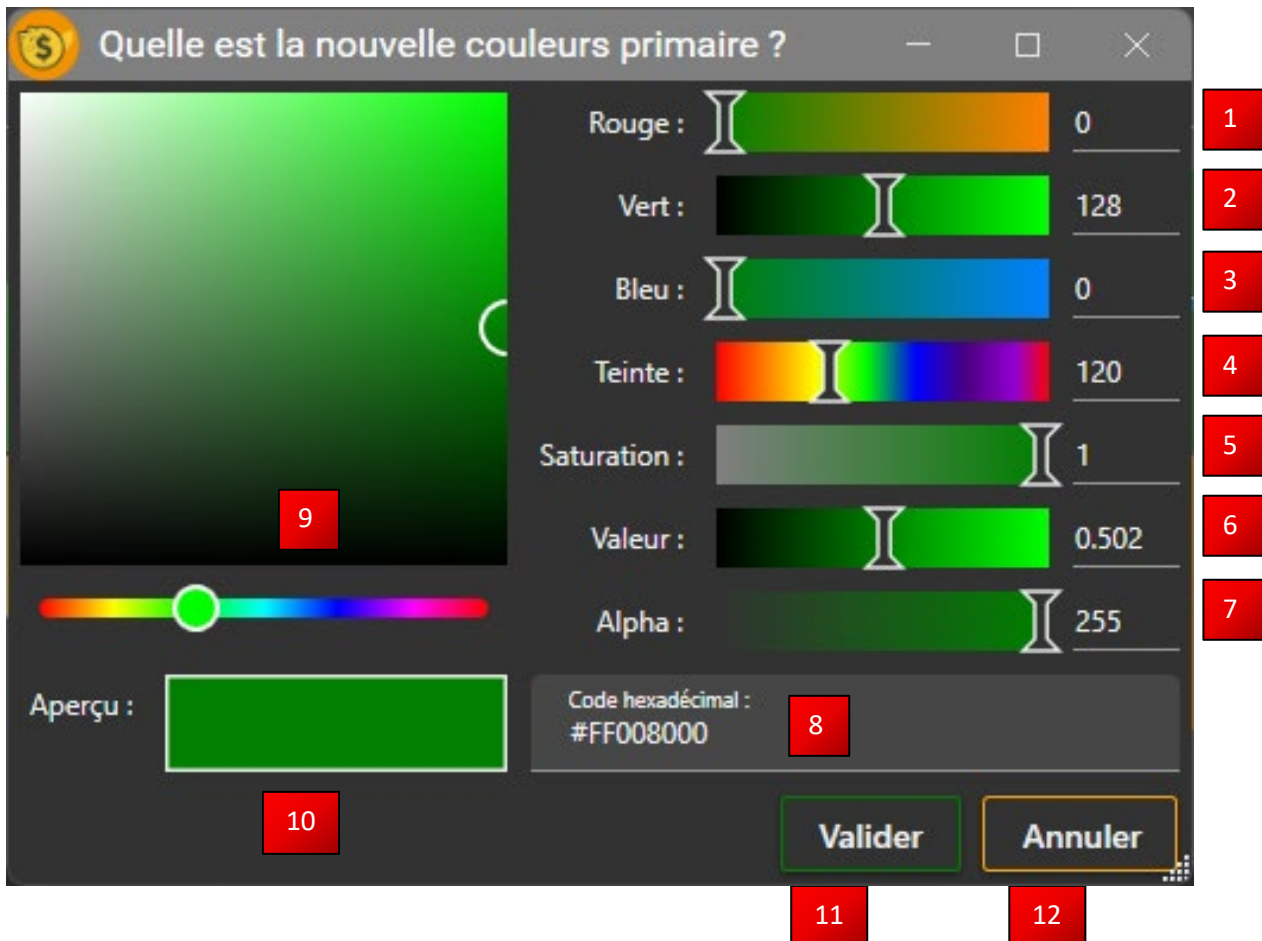 Quelle est la nouvelle couleurs primaire ?
Rouge : 0 1
Vert : 128 2
Bleu : 0 3
Teinte : 120 4
Saturation : 1 5
Valeur : 0.502 6
Alpha : 255 7
9
Aperçu :
Code hexadécimal :
#FF008000 8
10
Valider Annuler
11 12